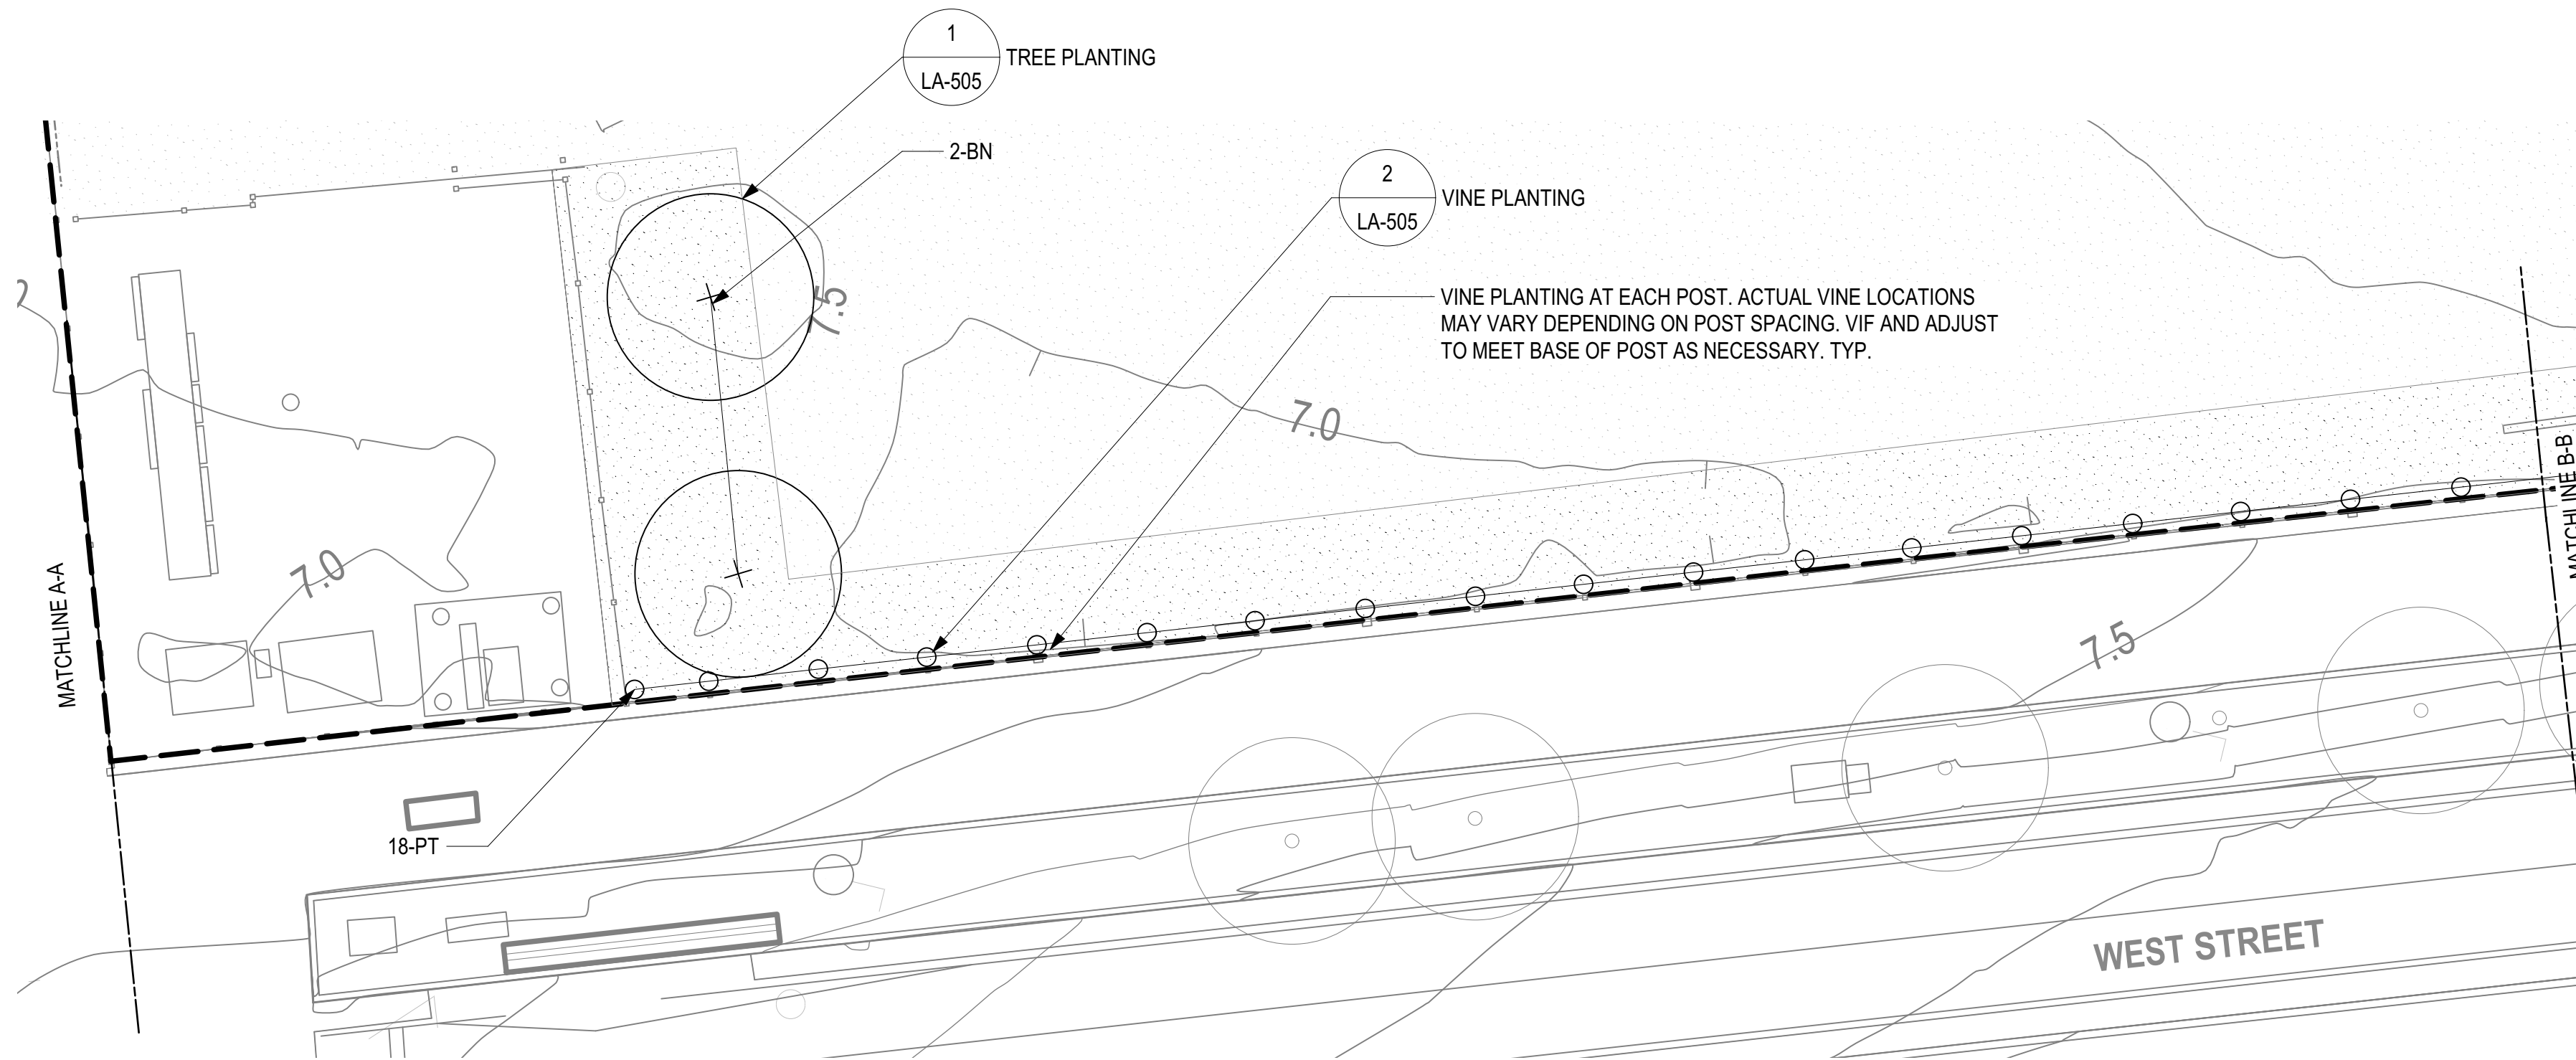 1
LA-505
TREE PLANTING
2-BN
2
LA-505
VINE PLANTING
VINE PLANTING AT EACH POST. ACTUAL VINE LOCATIONS
MAY VARY DEPENDING ON POST SPACING. VIF AND ADJUST
TO MEET BASE OF POST AS NECESSARY. TYP.
7.5
7.0
7.0
7.5
MATCHLINE A-A
MATCHLINE B-B
18-PT
WEST STREET